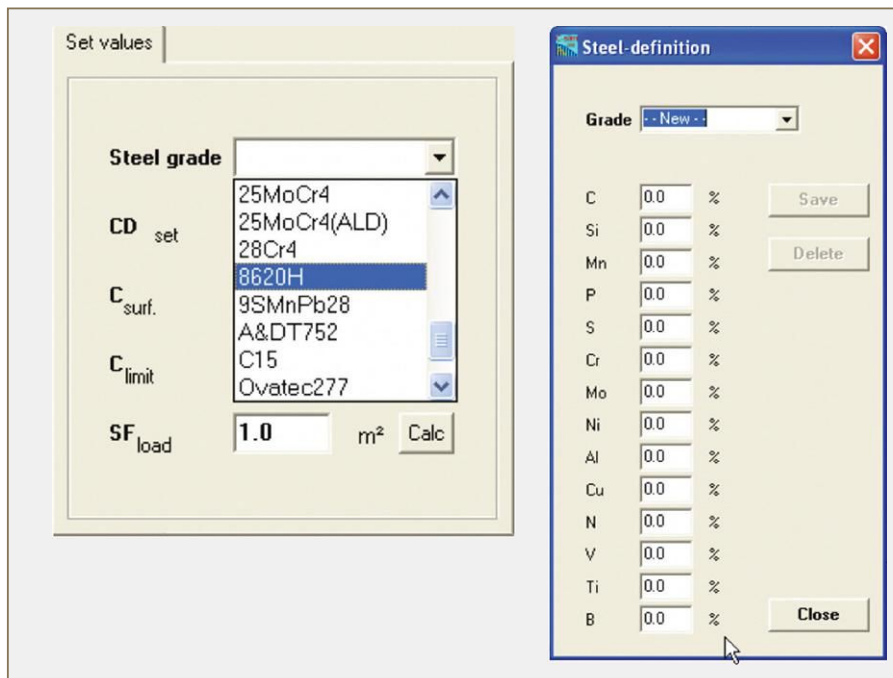 Set values
Steel grade
25MoCr4
25MoCr4(ALD)
28Cr4
8620H
9SMnPb28
A&DT752
C15
Ovatec277
CD set
C surf.
C limit
SF load 1.0 m² Calc
Steel-definition
Grade - - New - -
C 0.0 % Save
Si 0.0 %
Mn 0.0 % Delete
P 0.0 %
S 0.0 %
Cr 0.0 %
Mo 0.0 %
Ni 0.0 %
Al 0.0 %
Cu 0.0 %
N 0.0 %
V 0.0 %
Ti 0.0 %
B 0.0 % Close